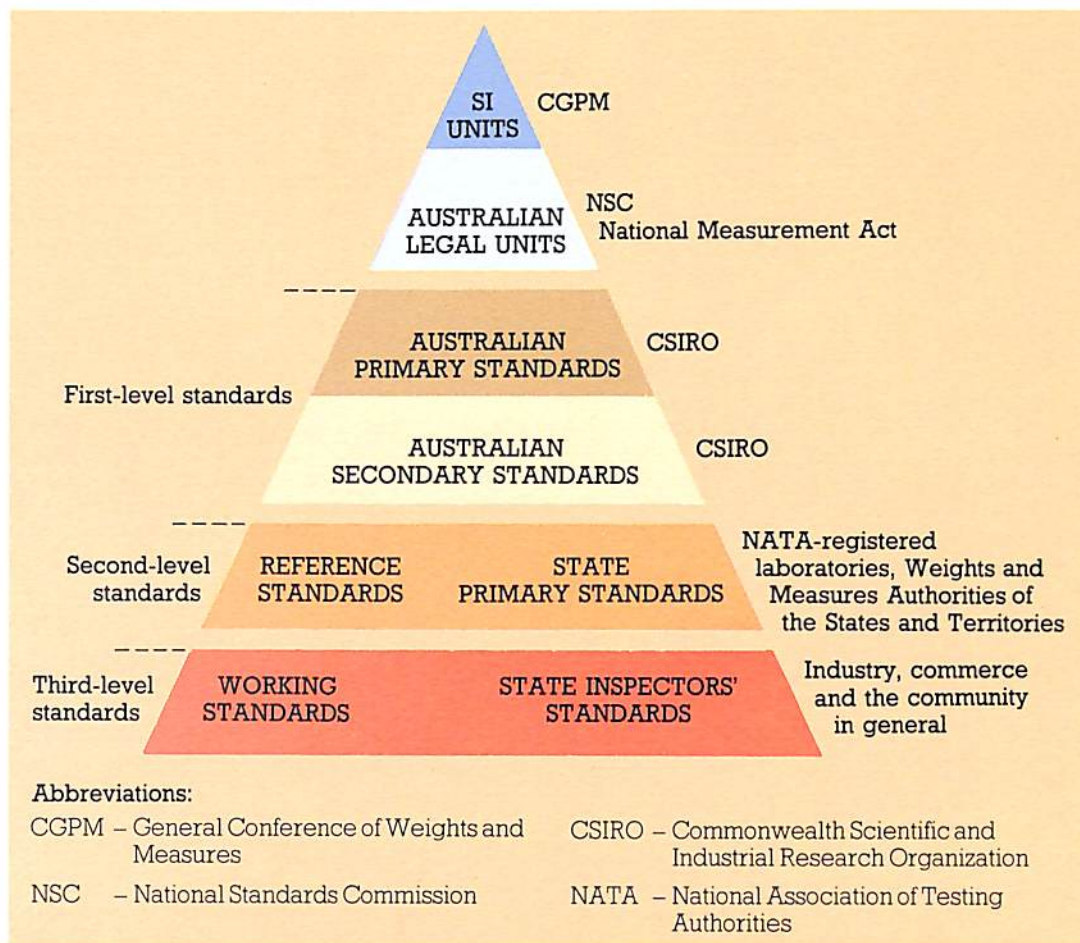 SI
UNITS
CGPM
AUSTRALIAN
LEGAL UNITS
NSC
National Measurement Act
First-level standards
AUSTRALIAN
PRIMARY STANDARDS
CSIRO
AUSTRALIAN
SECONDARY STANDARDS
CSIRO
Second-level
standards
REFERENCE
STANDARDS
STATE
PRIMARY STANDARDS
NATA-registered
laboratories, Weights and
Measures Authorities of
the States and Territories
Third-level
standards
WORKING
STANDARDS
STATE INSPECTORS'
STANDARDS
Industry, commerce
and the community
in general
Abbreviations:
CGPM – General Conference of Weights and
Measures
NSC – National Standards Commission
CSIRO – Commonwealth Scientific and
Industrial Research Organization
NATA – National Association of Testing
Authorities